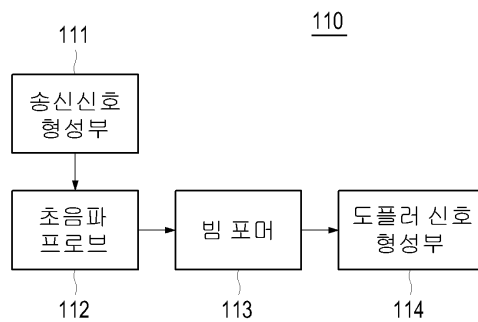 110
111
송신신호
형성부
초음파
프로브
빔 포머
도플러 신호
형성부
112
113
114